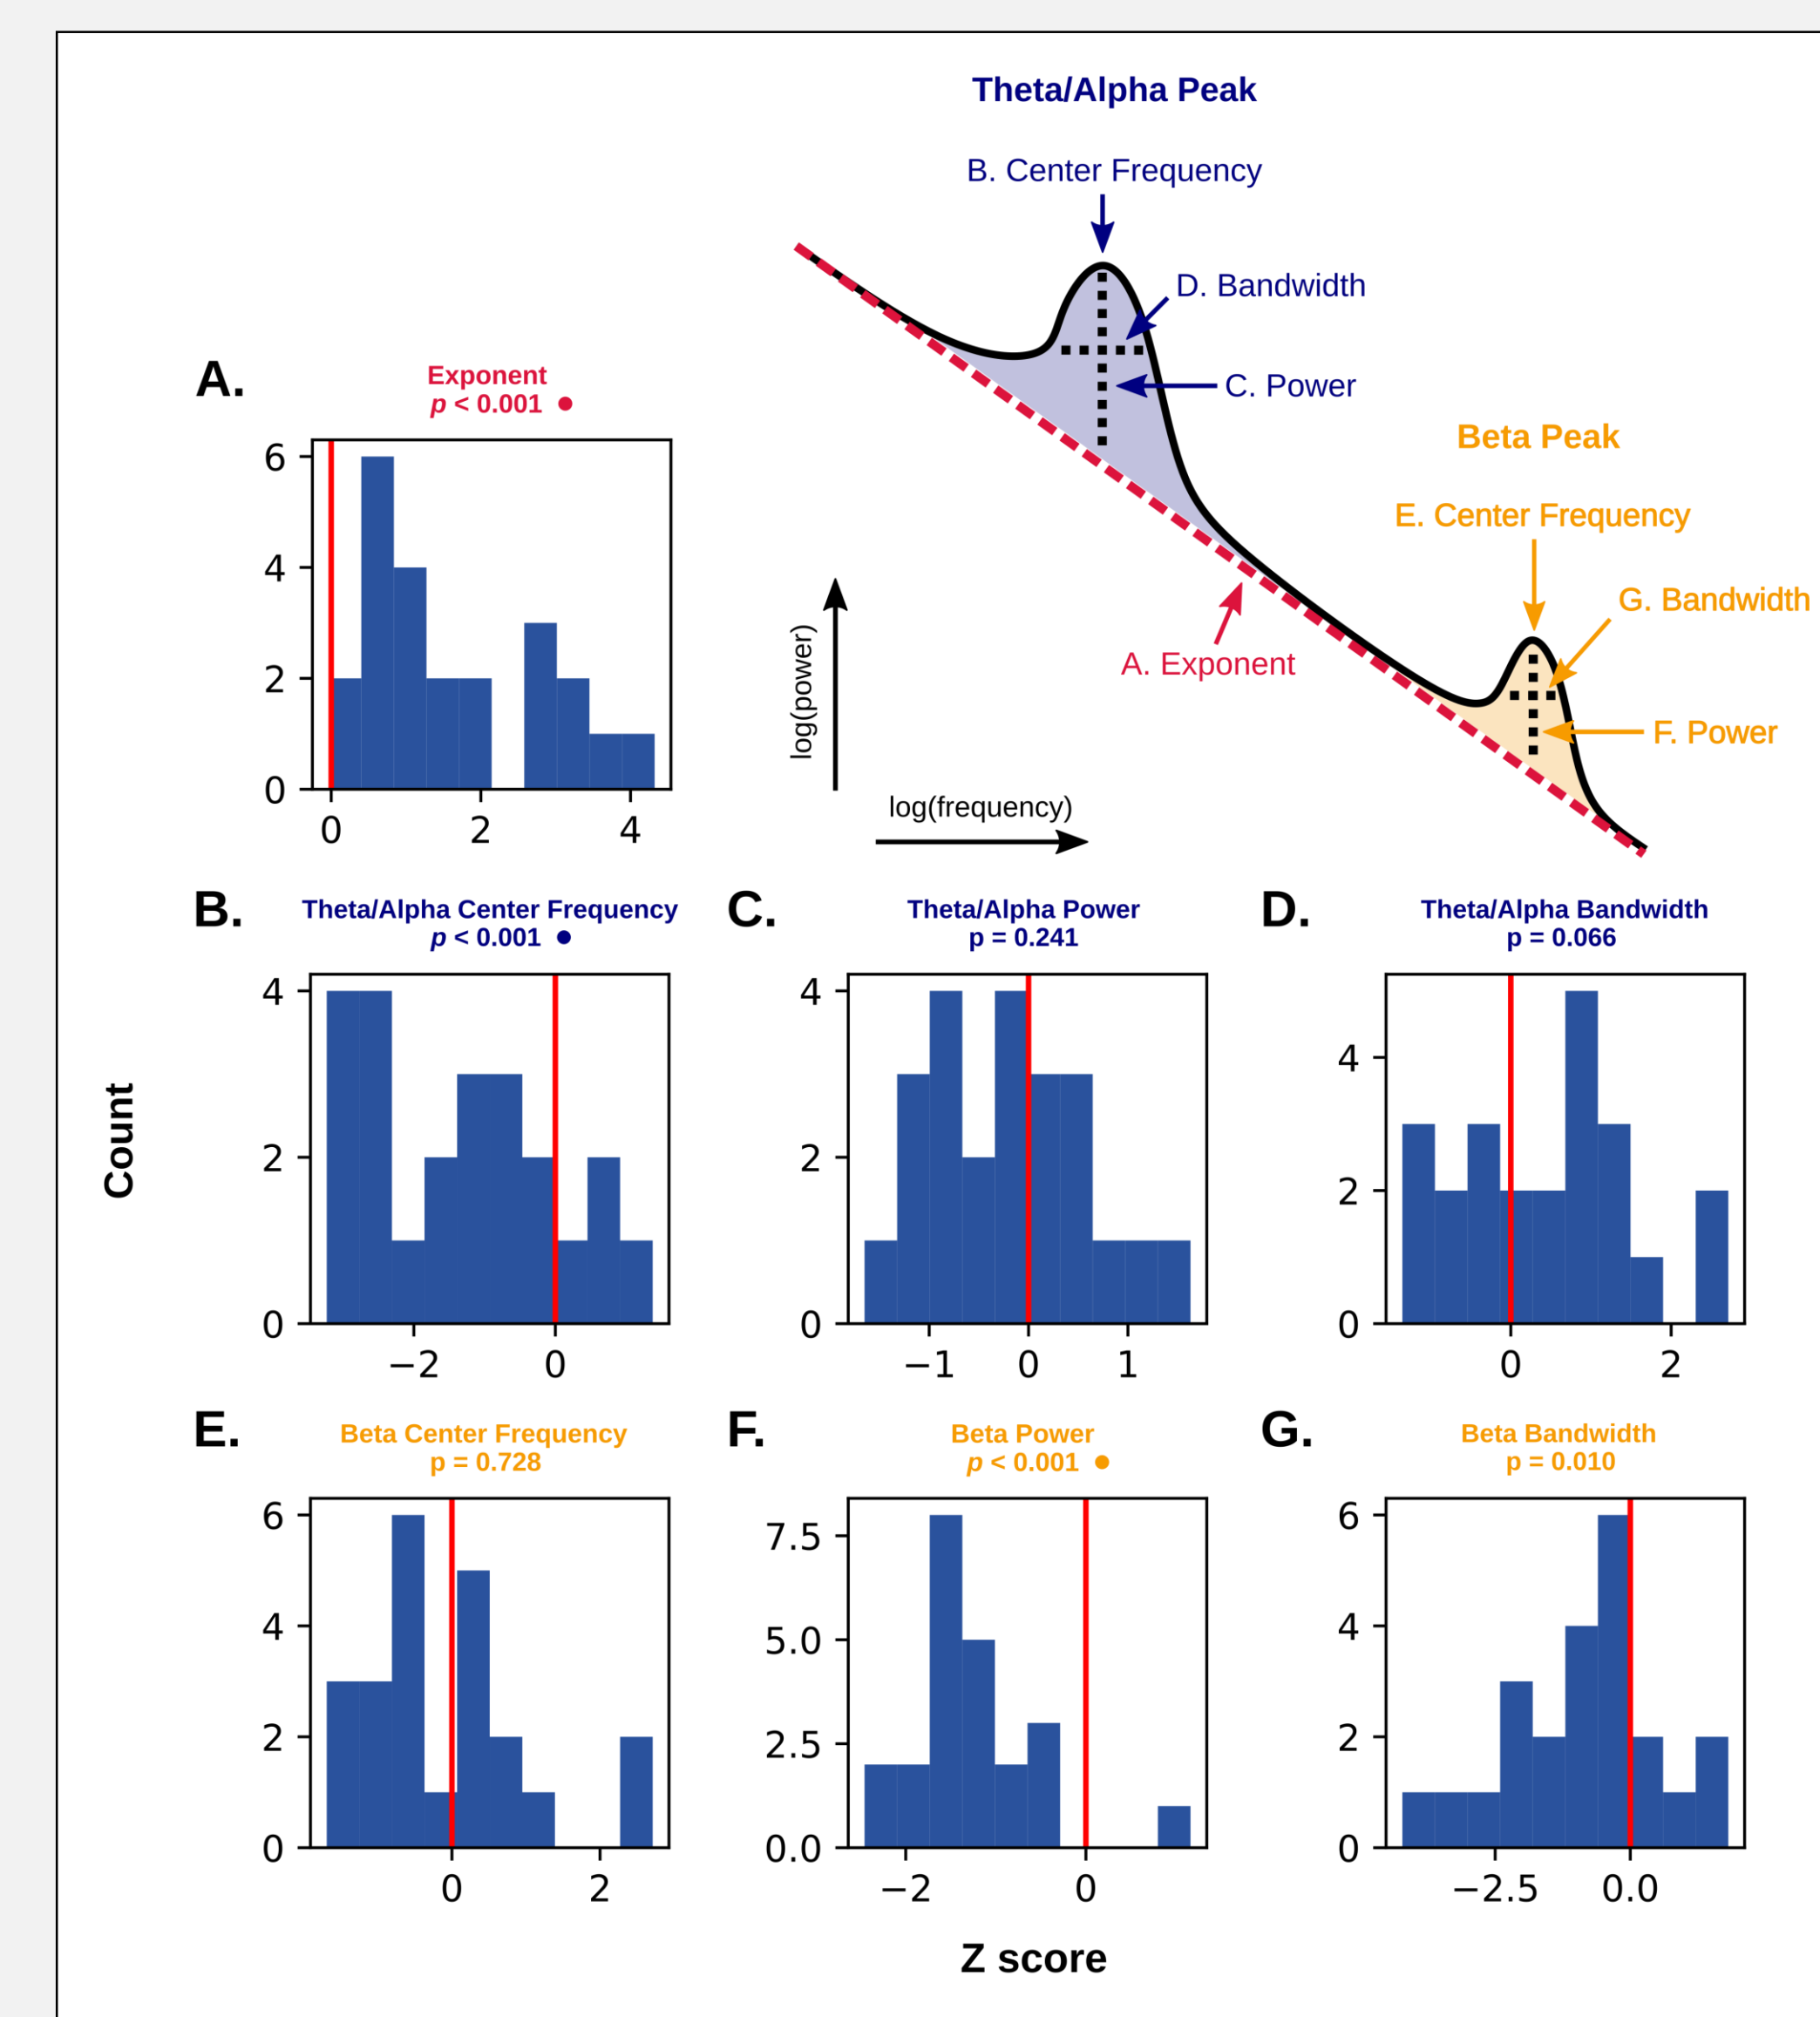 Theta/Alpha Peak
B. Center Frequency
D. Bandwidth
C. Power
Beta Peak
E. Center Frequency
G. Bandwidth
F. Power
A. Exponent
log(power)
log(frequency)
A.
Exponent
p < 0.001 ●
6
4
2
0
0 2 4
B.
Theta/Alpha Center Frequency
p < 0.001 ●
4
2
0
−2 0
C.
Theta/Alpha Power
p = 0.241
4
2
0
−1 0 1
D.
Theta/Alpha Bandwidth
p = 0.066
4
2
0
0 2
Count
E.
Beta Center Frequency
p = 0.728
6
4
2
0
0 2
F.
Beta Power
p < 0.001 ●
7.5
5.0
2.5
0.0
−2 0
G.
Beta Bandwidth
p = 0.010
6
4
2
0
−2.5 0.0
Z score